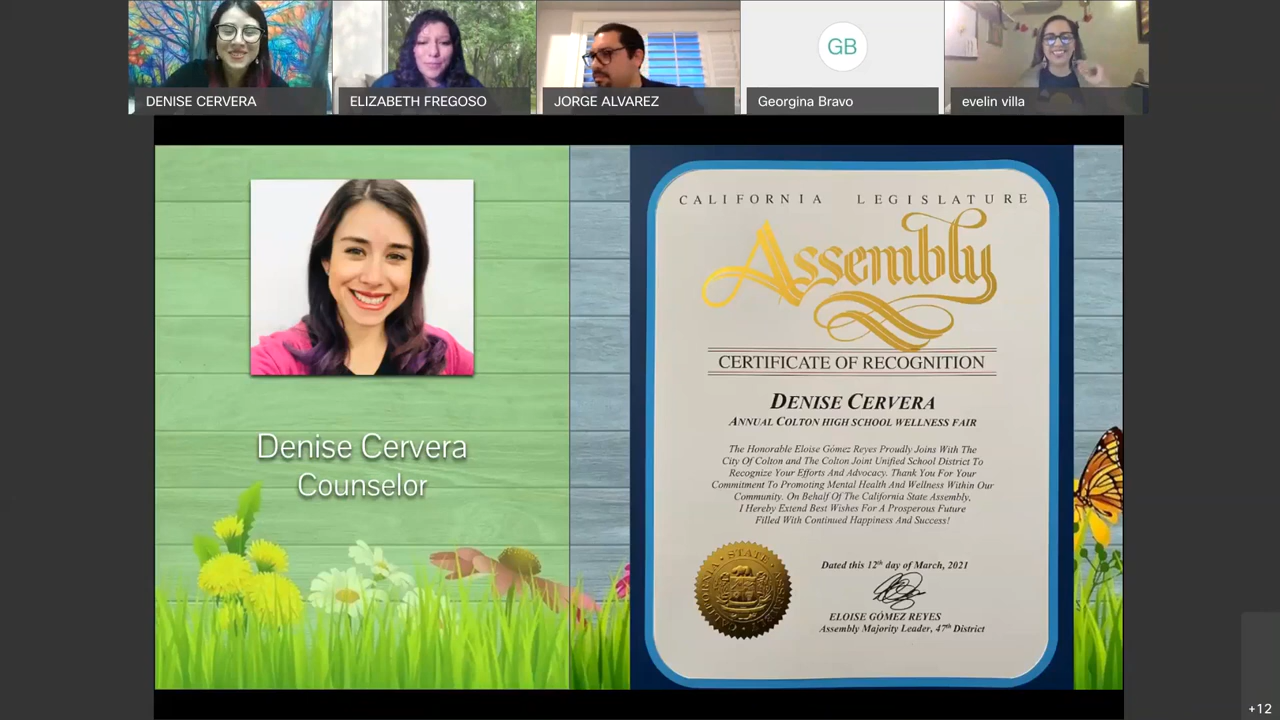 DENISE CERVERA
ELIZABETH FREGOSO
JORGE ALVAREZ
GB
Georgina Bravo
evelin villa
Denise Cervera
Counselor
CALIFORNIA LEGISLATURE
Assembly
CERTIFICATE OF RECOGNITION
DENISE CERVERA
ANNUAL COLTON HIGH SCHOOL WELLNESS FAIR
The Honorable Eloise Gómez Reyes Proudly Joins With The
City Of Colton and The Colton Joint Unified School District To
Recognize Your Efforts And Advocacy. Thank You For Your
Commitment To Promoting Mental Health And Wellness Within Our
Community. On Behalf Of The California State Assembly,
I Hereby Extend Best Wishes For A Prosperous Future
Filled With Continued Happiness And Success!
Dated this 12th day of March, 2021
ELOISE GÓMEZ REYES
Assembly Majority Leader, 47th District
+12